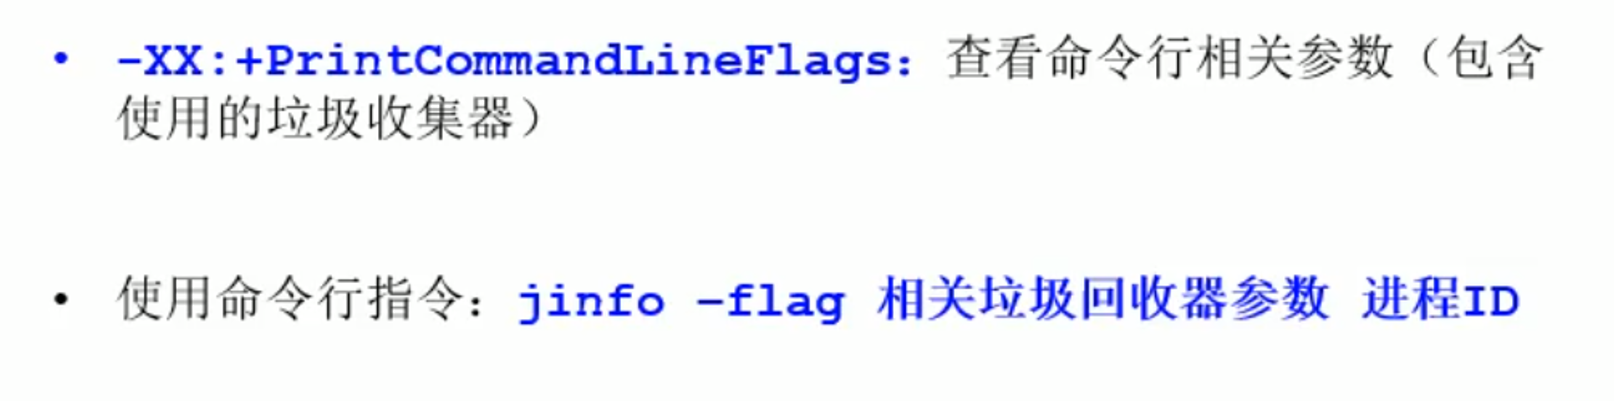 • -XX:+PrintCommandLineFlags：查看命令行相关参数（包含
使用的垃圾收集器）
• 使用命令行指令：jinfo -flag 相关垃圾回收器参数 进程ID